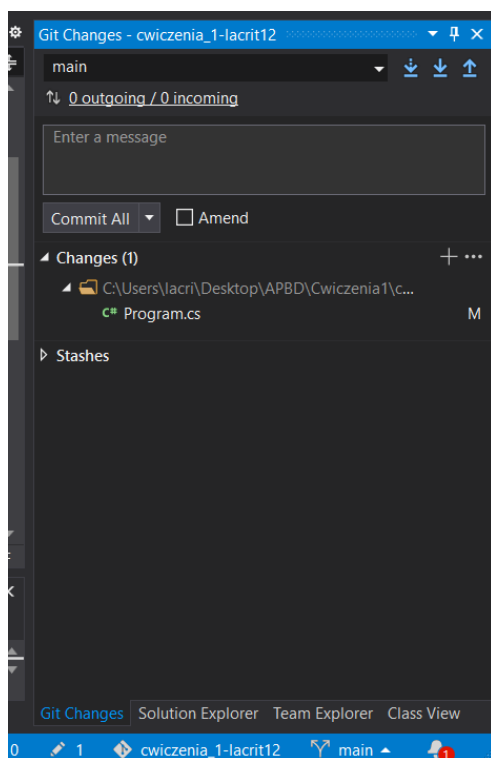 Git Changes - cwiczenia_1-lacrit12
main
0 outgoing / 0 incoming
Enter a message
Commit All
Amend
Changes (1)
C:\Users\lacri\Desktop\APBD\Cwiczenia1\c...
C# Program.cs M
Stashes
Git Changes Solution Explorer Team Explorer Class View
0 1 cwiczenia_1-lacrit12 main 1